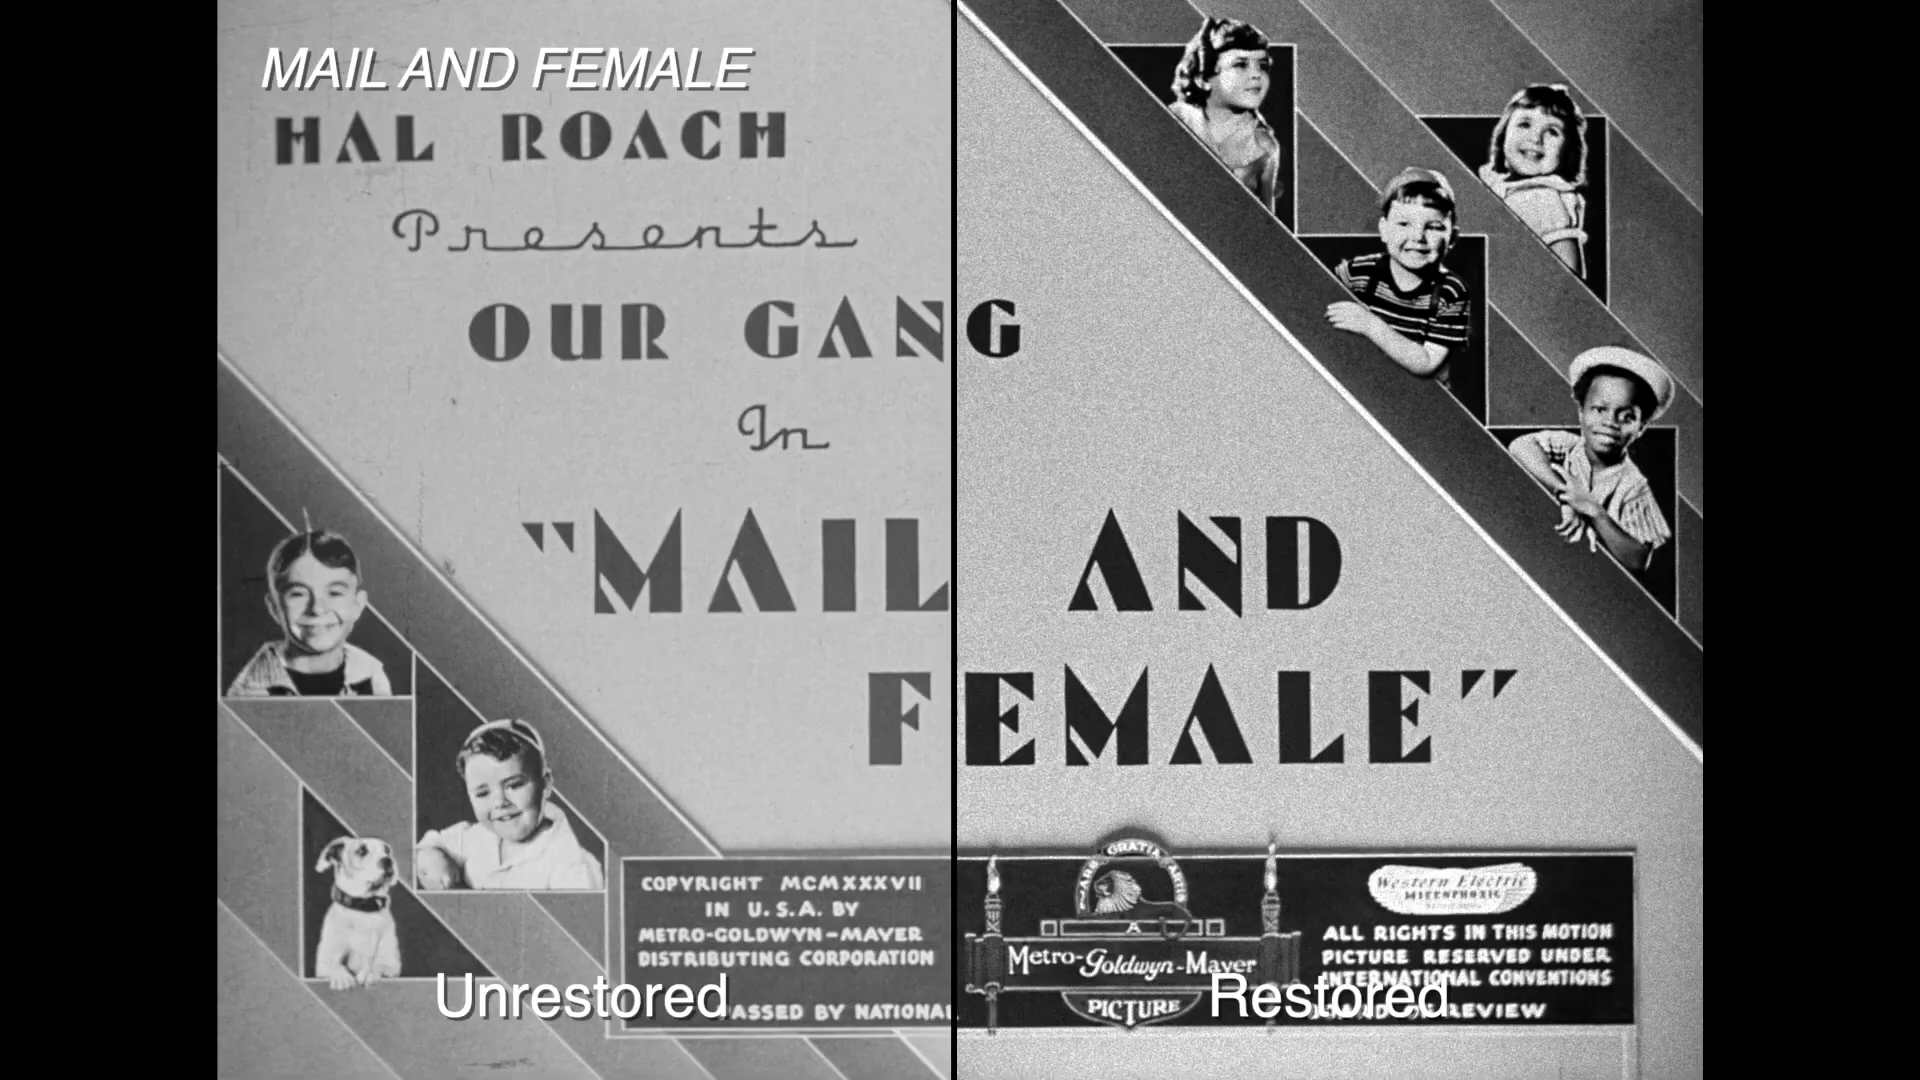 MAIL AND FEMALE
HAL ROACH
Presents
OUR GANG
In
"MAIL AND
FEMALE"
COPYRIGHT MCMXXXVII
IN U.S.A. BY
METRO-GOLDWYN-MAYER
DISTRIBUTING CORPORATION
PASSED BY NATIONAL
ARS GRATIA ARTIS
A
Metro-Goldwyn-Mayer
PICTURE
Western Electric
ALL RIGHTS IN THIS MOTION
PICTURE RESERVED UNDER
INTERNATIONAL CONVENTIONS
REVIEW
Unrestored
Restored